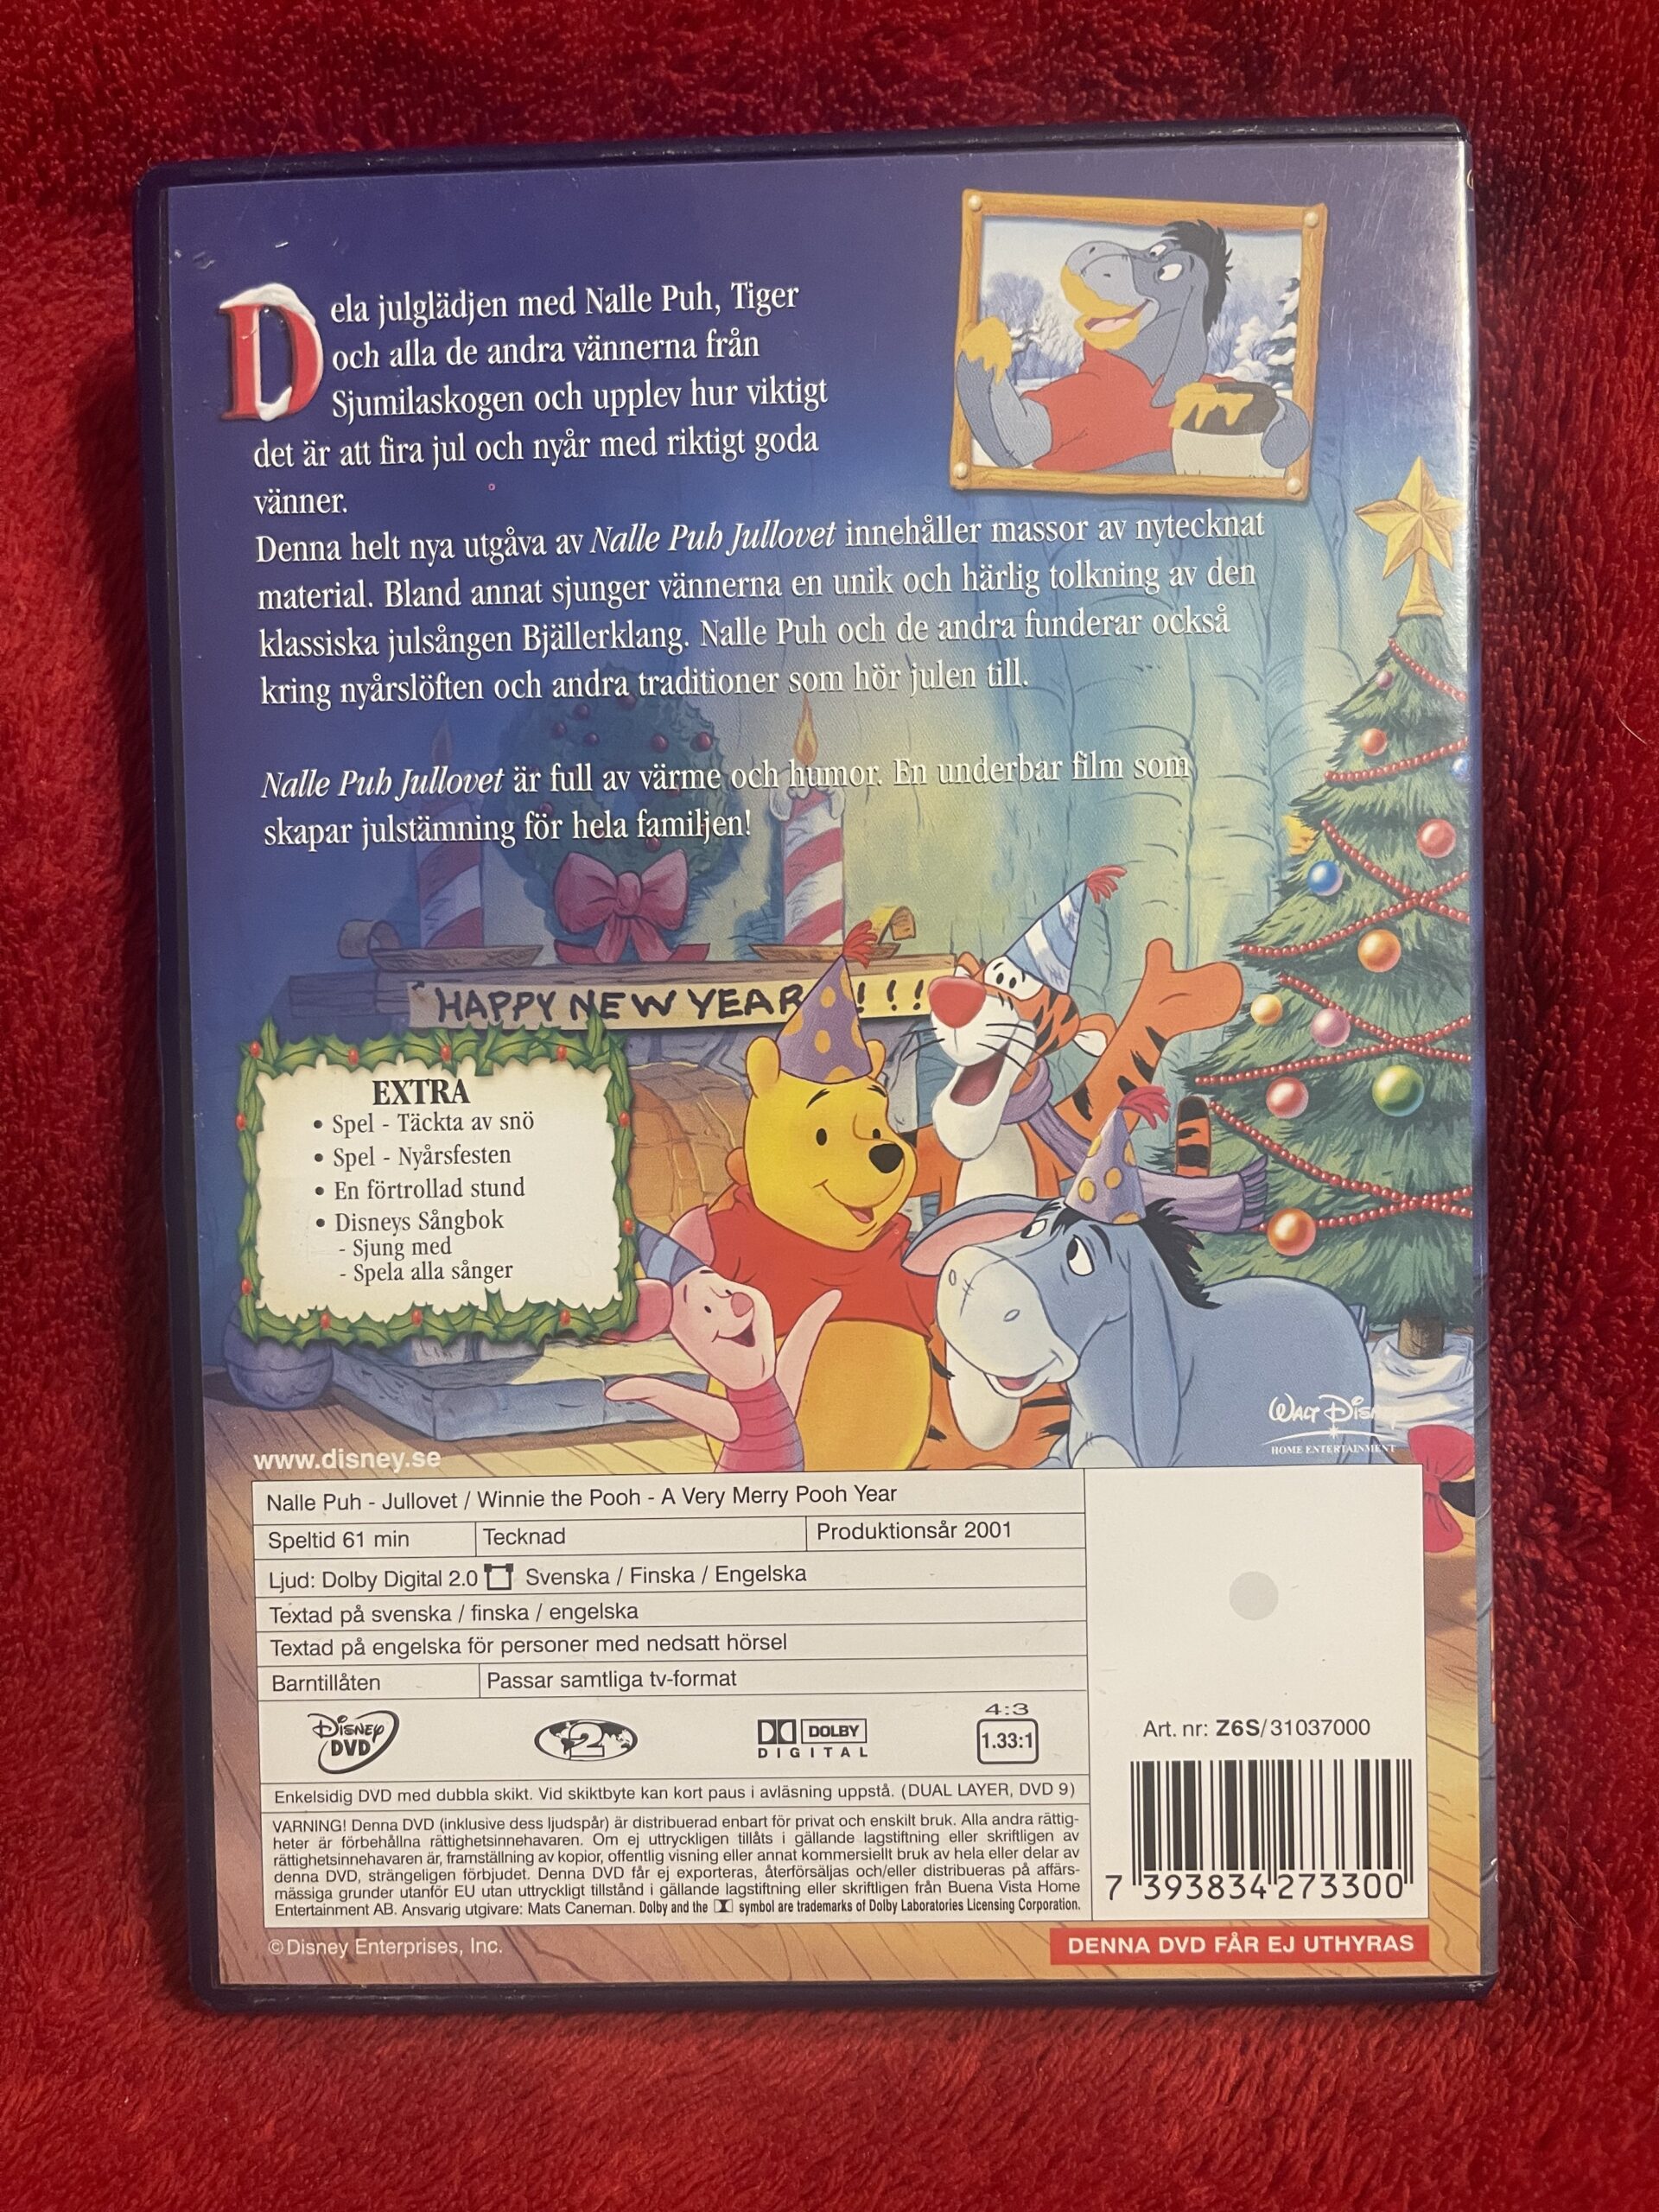 Dela julglädjen med Nalle Puh, Tiger
och alla de andra vännerna från
Sjumilaskogen och upplev hur viktigt
det är att fira jul och nyår med riktigt goda
vänner.
Denna helt nya utgåva av Nalle Puh Jullovet innehåller massor av nytecknat
material. Bland annat sjunger vännerna en unik och härlig tolkning av den
klassiska julsången Bjällerklang. Nalle Puh och de andra funderar också
kring nyårslöften och andra traditioner som hör julen till.
Nalle Puh Jullovet är full av värme och humor. En underbar film som
skapar julstämning för hela familjen!
HAPPY NEW YEAR !!!
EXTRA
• Spel - Täckta av snö
• Spel - Nyårsfesten
• En förtrollad stund
• Disneys Sångbok
- Sjung med
- Spela alla sånger
WALT DISNEY
HOME ENTERTAINMENT
www.disney.se
Nalle Puh - Jullovet / Winnie the Pooh - A Very Merry Pooh Year
Speltid 61 min Tecknad Produktionsår 2001
Ljud: Dolby Digital 2.0 Svenska / Finska / Engelska
Textad på svenska / finska / engelska
Textad på engelska för personer med nedsatt hörsel
Barntillåten Passar samtliga tv-format
DISNEY DVD
2
DOLBY DIGITAL
4:3
1.33:1
Art. nr: Z6S/31037000
Enkelsidig DVD med dubbla skikt. Vid skiktbyte kan kort paus i avläsning uppstå. (DUAL LAYER, DVD 9)
VARNING! Denna DVD (inklusive dess ljudspår) är distribuerad enbart för privat och enskilt bruk. Alla andra rättig-
heter är förbehållna rättighetsinnehavaren. Om ej uttryckligen tillåts i gällande lagstiftning eller skriftligen av
rättighetsinnehavaren är, framställning av kopior, offentlig visning eller annat kommersiellt bruk av hela eller delar av
denna DVD, strängeligen förbjudet. Denna DVD får ej exporteras, återförsäljas och/eller distribueras på affärs-
mässiga grunder utanför EU utan uttryckligt tillstånd i gällande lagstiftning eller skriftligen från Buena Vista Home
Entertainment AB. Ansvarig utgivare: Mats Caneman. Dolby and the symbol are trademarks of Dolby Laboratories Licensing Corporation.
7 393834 273300
© Disney Enterprises, Inc.
DENNA DVD FÅR EJ UTHYRAS